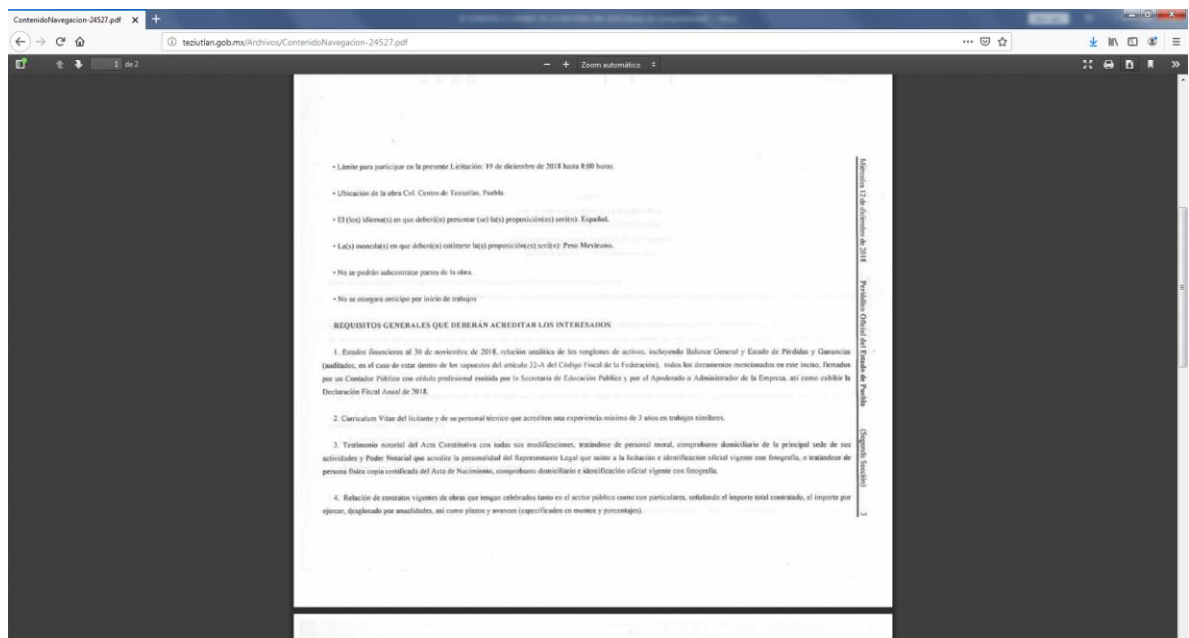 ContenidoNavegacion-24527.pdf
teziutlan.gob.mx/Archivos/ContenidoNavegacion-24527.pdf
1 de 2
Zoom automático
• Límite para participar en la presente Licitación: 19 de diciembre de 2018 hasta 8:00 horas.
• Ubicación de la obra Col. Centro de Teziutlán, Puebla.
• El (los) idioma(s) en que deberá(n) presentar (se) la(s) proposición(es) será(n): Español.
• La(s) moneda(s) en que deberá(n) cotizarse la(s) proposición(es) será(n): Peso Mexicano.
• No se podrán subcontratar partes de la obra.
• No se otorgará anticipo por inicio de trabajos
REQUISITOS GENERALES QUE DEBERÁN ACREDITAR LOS INTERESADOS
1. Estados financieros al 30 de noviembre de 2018, relación analítica de los renglones de activos, incluyendo Balance General y Estado de Pérdidas y Ganancias
(auditados, en el caso de estar dentro de los supuestos del artículo 32-A del Código Fiscal de la Federación), todos los documentos mencionados en este inciso, firmados
por un Contador Público con cédula profesional emitida por la Secretaría de Educación Pública y por el Apoderado o Administrador de la Empresa, así como exhibir la
Declaración Fiscal Anual de 2018.
2. Curriculum Vitae del licitante y de su personal técnico que acrediten una experiencia mínima de 3 años en trabajos similares.
3. Testimonio notarial del Acta Constitutiva con todas sus modificaciones, tratándose de personal moral, comprobante domiciliario de la principal sede de sus
actividades y Poder Notarial que acredite la personalidad del Representante Legal que asiste a la licitación e identificación oficial vigente con fotografía, o tratándose de
persona física copia certificada del Acta de Nacimiento, comprobante domiciliario e identificación oficial vigente con fotografía.
4. Relación de contratos vigentes de obras que tengan celebrados tanto en el sector público como con particulares, señalando el importe total contratado, el importe por
ejercer, desglosado por anualidades, así como plazos y avances (especificados en montos y porcentajes).
Miércoles 12 de diciembre de 2018 Periódico Oficial del Estado de Puebla (Segunda Sección) 3